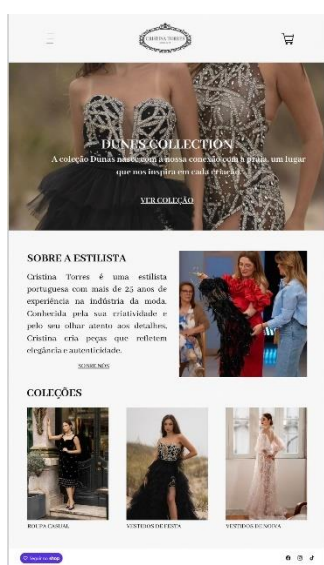 CRISTINA TORRES
DUNES COLLECTION
A coleção Dunas nasce com a nossa conexão com a praia, um lugar
que nos inspira em cada criação.
VER COLEÇÃO
SOBRE A ESTILISTA
Cristina Torres é uma estilista
portuguesa com mais de 25 anos de
experiência na indústria da moda.
Conhecida pela sua criatividade e
pelo seu olhar atento aos detalhes,
Cristina cria peças que refletem
elegância e autenticidade.
SOBRE NÓS
COLEÇÕES
ROUPA CASUAL
VESTIDOS DE FESTA
VESTIDOS DE NOIVA
Seguir no shop